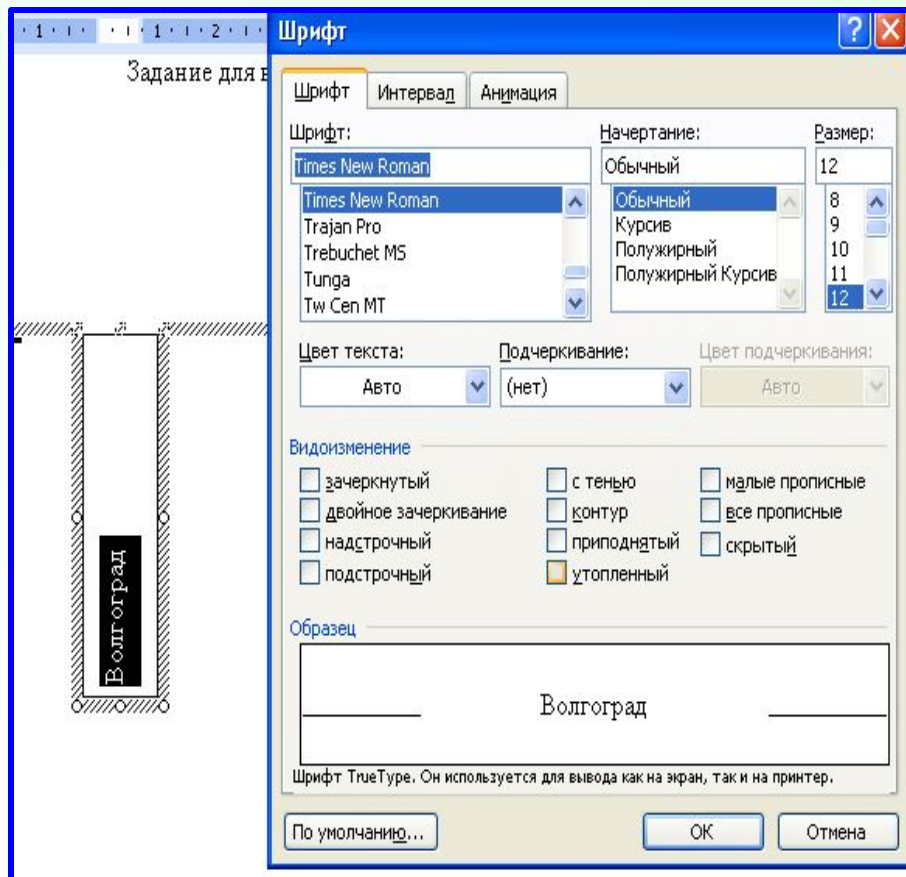 · 1 · ı · ı · 1 · ı · 2 · ı ·
Задание для в
Шрифт
Шрифт Интервал Анимация
Шрифт: Начертание: Размер:
Times New Roman Обычный 12
Times New Roman Обычный 8
Trajan Pro Курсив 9
Trebuchet MS Полужирный 10
Tunga Полужирный Курсив 11
Tw Cen MT 12
Цвет текста: Подчеркивание: Цвет подчеркивания:
Авто (нет) Авто
Видоизменение
зачеркнутый с тенью малые прописные
двойное зачеркивание контур все прописные
надстрочный приподнятый скрытый
подстрочный утопленный
Волгоград
Образец
Волгоград
Шрифт TrueType. Он используется для вывода как на экран, так и на принтер.
По умолчанию... ОК Отмена